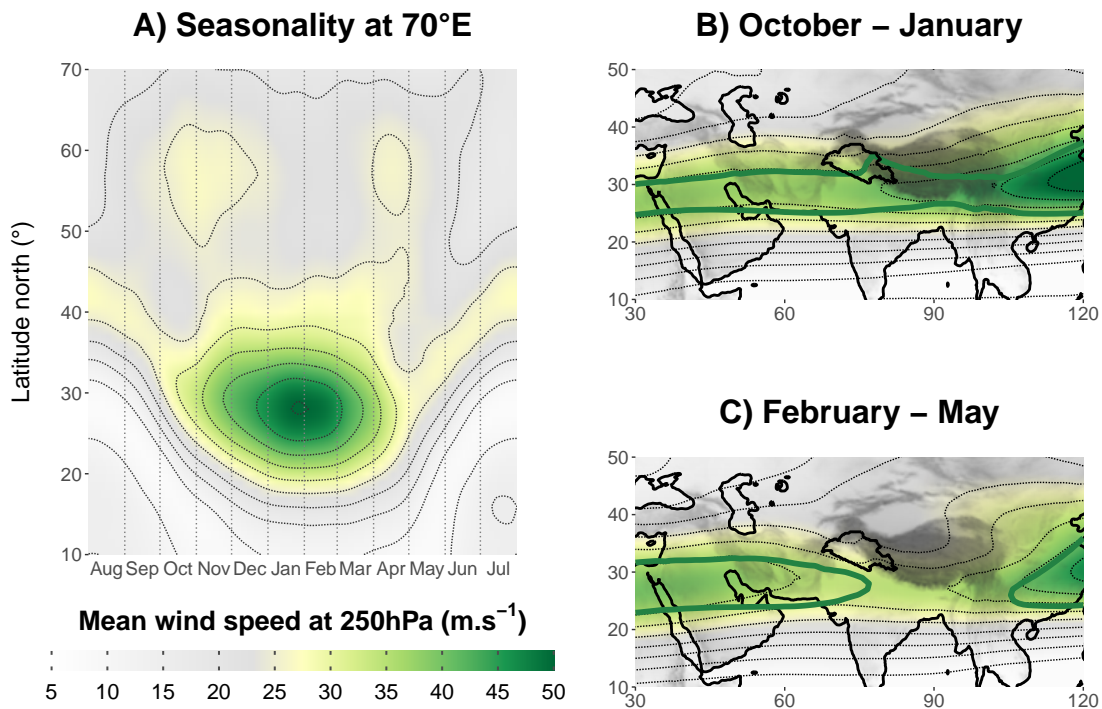 A) Seasonality at 70°E
70
60
50
40
30
20
10
Latitude north (°)
Aug Sep Oct Nov Dec Jan Feb Mar Apr May Jun Jul
Mean wind speed at 250hPa (m.s⁻¹)
5 10 15 20 25 30 35 40 45 50
B) October – January
50
40
30
20
10
30 60 90 120
C) February – May
50
40
30
20
10
30 60 90 120